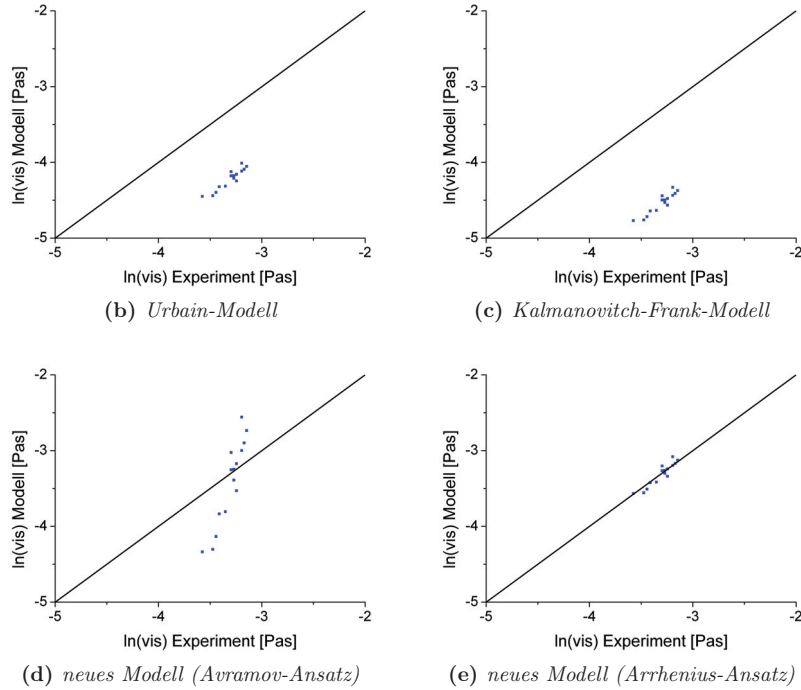 -2
-3
-4
-5
-5
-4
-3
-2
ln(vis) Modell [Pas]
ln(vis) Experiment [Pas]
(b) Urbain-Modell
-2
-3
-4
-5
-5
-4
-3
-2
ln(vis) Modell [Pas]
ln(vis) Experiment [Pas]
(c) Kalmanovitch-Frank-Modell
-2
-3
-4
-5
-5
-4
-3
-2
ln(vis) Modell [Pas]
ln(vis) Experiment [Pas]
(d) neues Modell (Avramov-Ansatz)
-2
-3
-4
-5
-5
-4
-3
-2
ln(vis) Modell [Pas]
ln(vis) Experiment [Pas]
(e) neues Modell (Arrhenius-Ansatz)